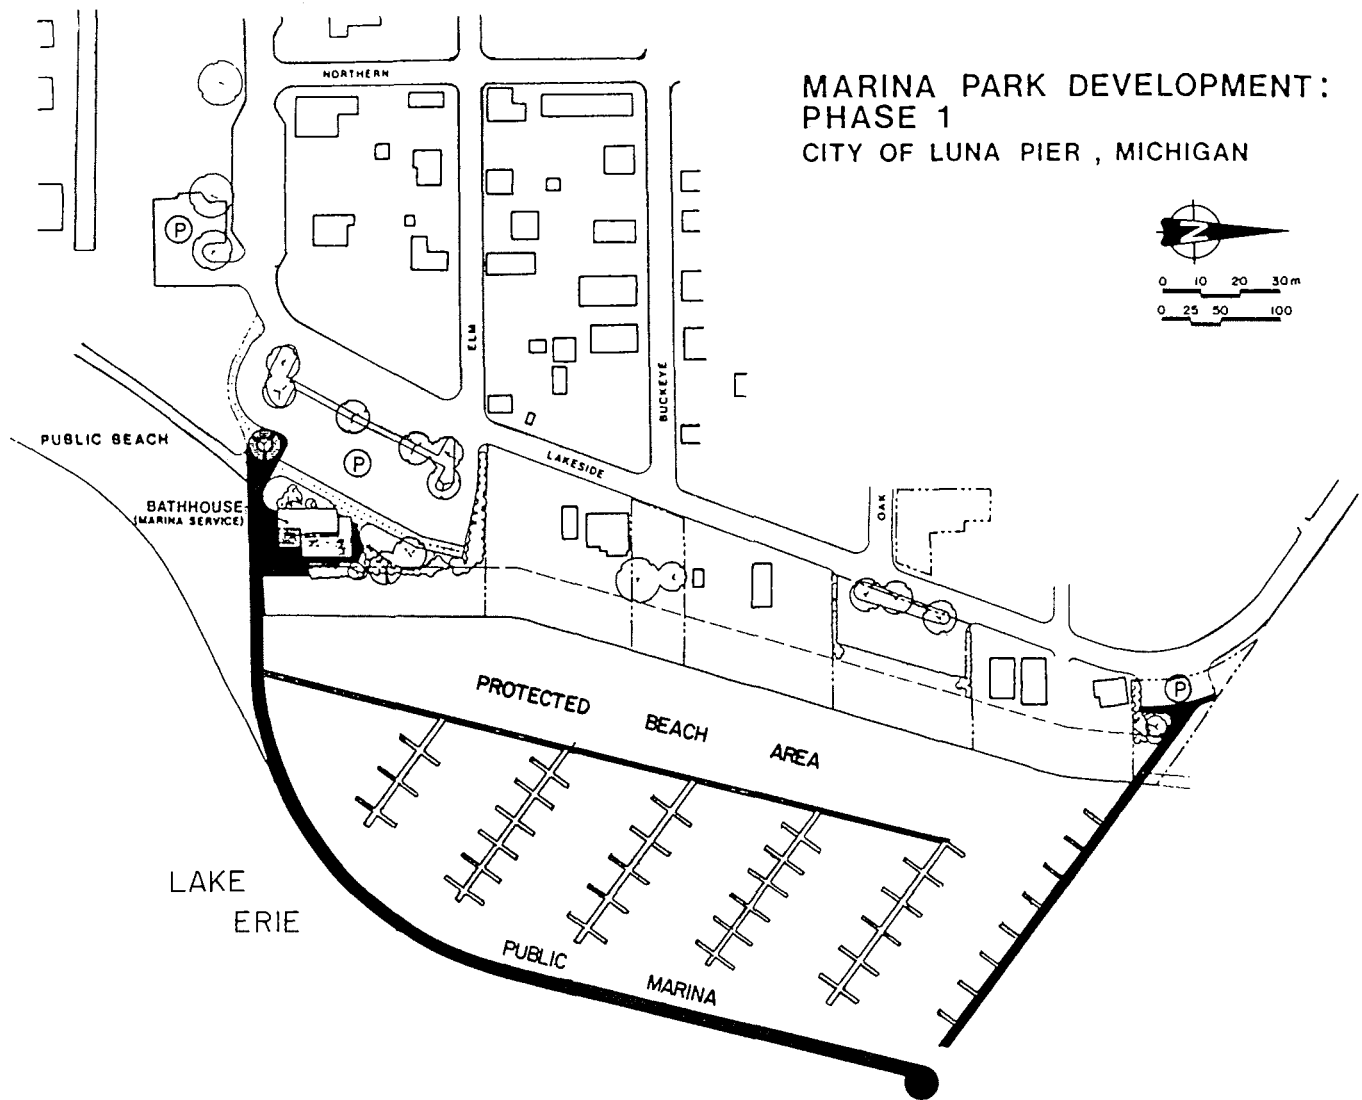 MARINA PARK DEVELOPMENT:
PHASE 1
CITY OF LUNA PIER , MICHIGAN
N
0 10 20 30m
0 25 50 100
NORTHERN
P
ELM
BUCKEYE
PUBLIC BEACH
P
LAKESIDE
OAK
BATHHOUSE
(MARINA SERVICE)
P
PROTECTED BEACH AREA
LAKE
ERIE
PUBLIC MARINA